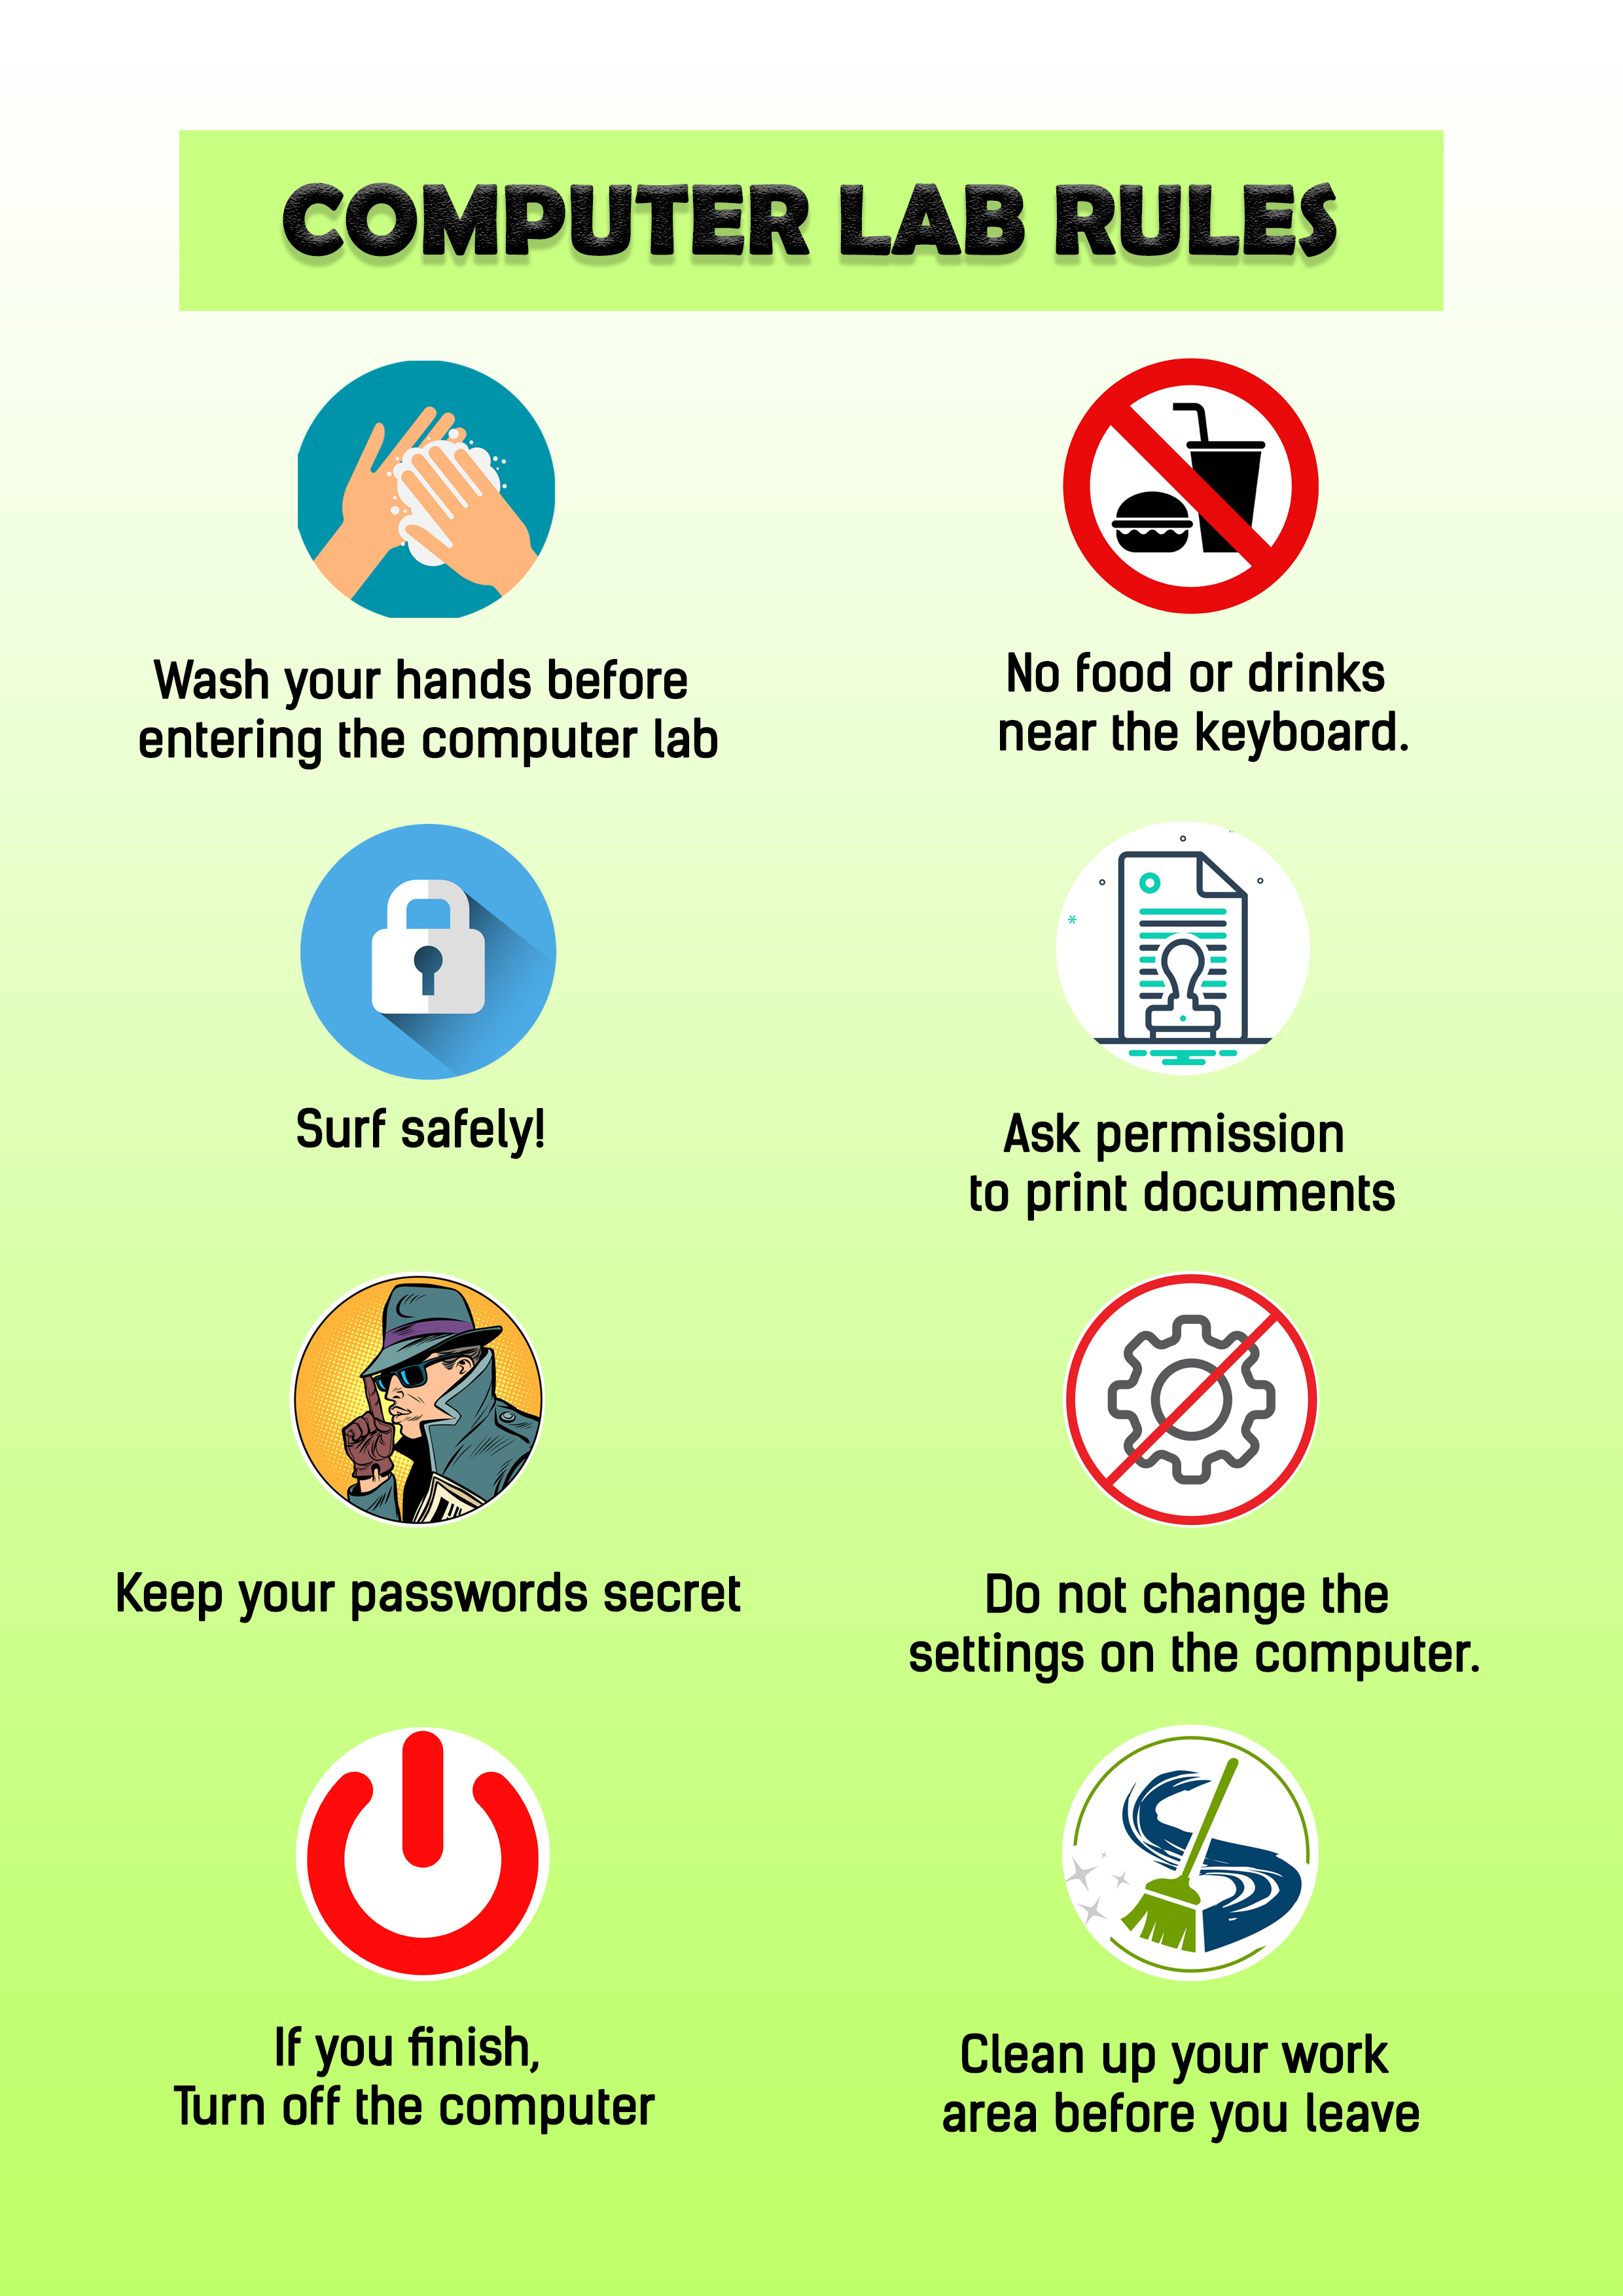 COMPUTER LAB RULES
Wash your hands before
entering the computer lab
No food or drinks
near the keyboard.
Surf safely!
Ask permission
to print documents
Keep your passwords secret
Do not change the
settings on the computer.
If you finish,
Turn off the computer
Clean up your work
area before you leave